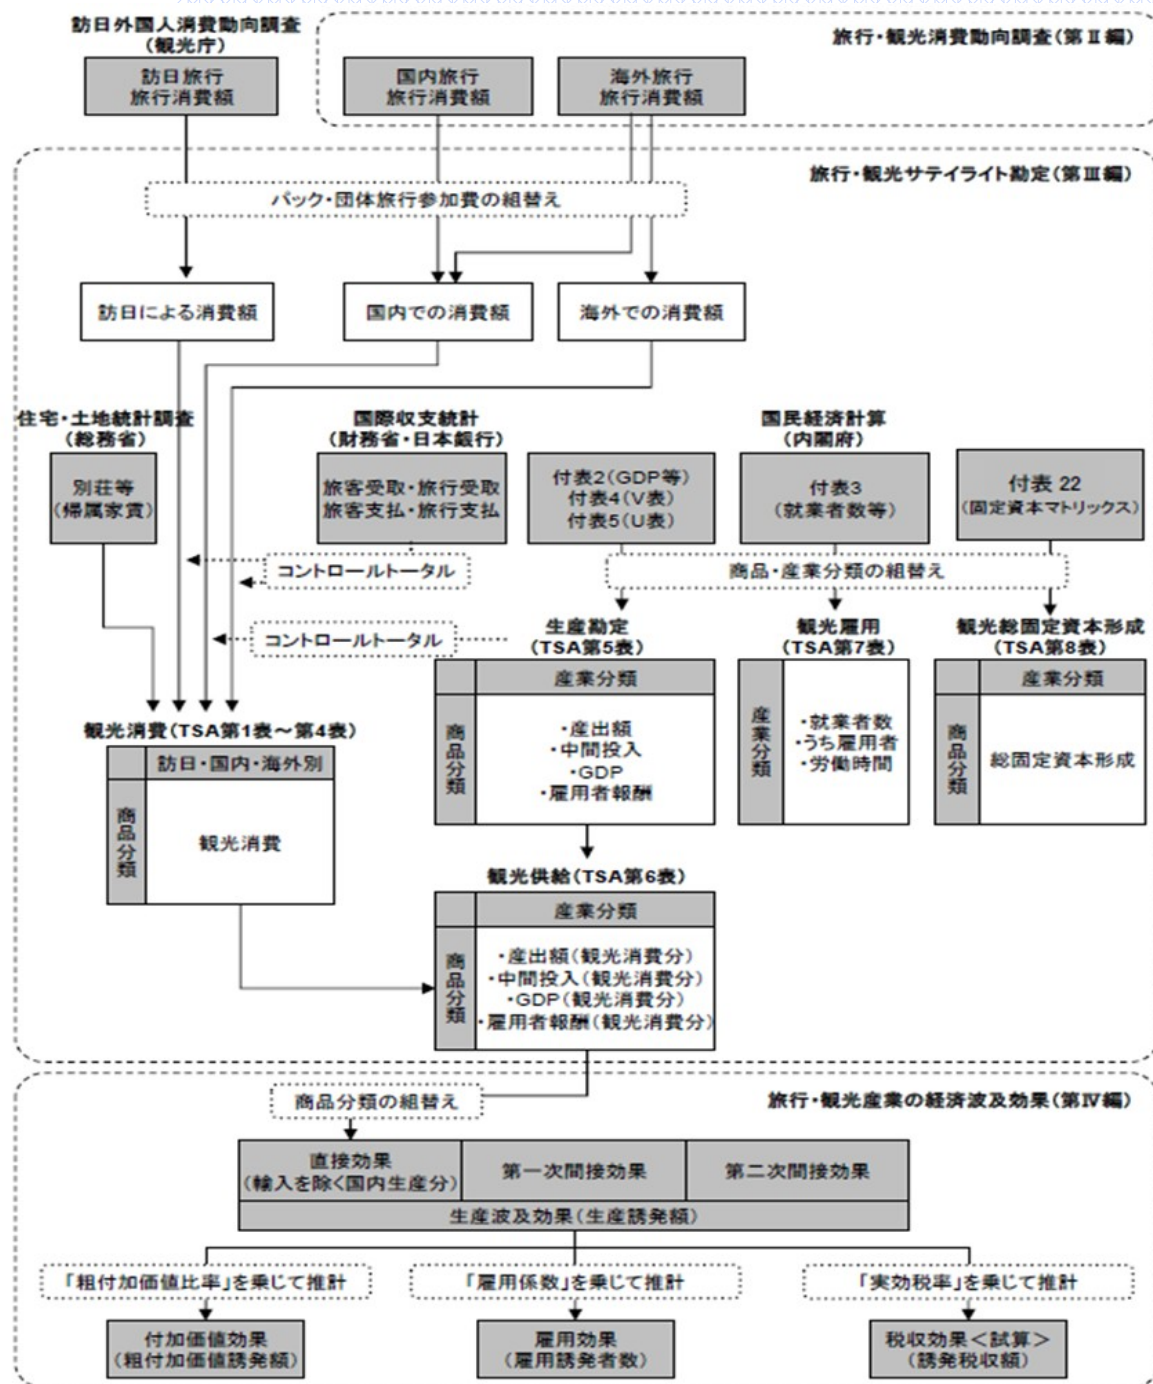 訪日外国人消費動向調査
(観光庁)
旅行・観光消費動向調査(第Ⅱ編)
訪日旅行
旅行消費額
国内旅行
旅行消費額
海外旅行
旅行消費額
旅行・観光サテイライト勘定(第Ⅲ編)
パック・団体旅行参加費の組替え
訪日による消費額
国内での消費額
海外での消費額
住宅・土地統計調査
(総務省)
国際収支統計
(財務省・日本銀行)
国民経済計算
(内閣府)
別荘等
(帰属家賃)
旅客受取・旅行受取
旅客支払・旅行支払
付表2(GDP等)
付表4(V表)
付表5(U表)
付表3
(就業者数等)
付表 22
(固定資本マトリックス)
コントロールトータル
商品・産業分類の組替え
コントロールトータル
生産勘定
(TSA第5表)
観光雇用
(TSA第7表)
観光総固定資本形成
(TSA第8表)
産業分類
商品分類
・産出額
・中間投入
・GDP
・雇用者報酬
産業分類
・就業者数
・うち雇用者
・労働時間
産業分類
商品分類
総固定資本形成
観光消費(TSA第1表～第4表)
訪日・国内・海外別
商品分類
観光消費
観光供給(TSA第6表)
産業分類
商品分類
・産出額(観光消費分)
・中間投入(観光消費分)
・GDP(観光消費分)
・雇用者報酬(観光消費分)
旅行・観光産業の経済波及効果(第Ⅳ編)
商品分類の組替え
直接効果
(輸入を除く国内生産分)
第一次間接効果
第二次間接効果
生産波及効果(生産誘発額)
「粗付加価値比率」を乗じて推計
「雇用係数」を乗じて推計
「実効税率」を乗じて推計
付加価値効果
(粗付加価値誘発額)
雇用効果
(雇用誘発者数)
税収効果＜試算＞
(誘発税収額)